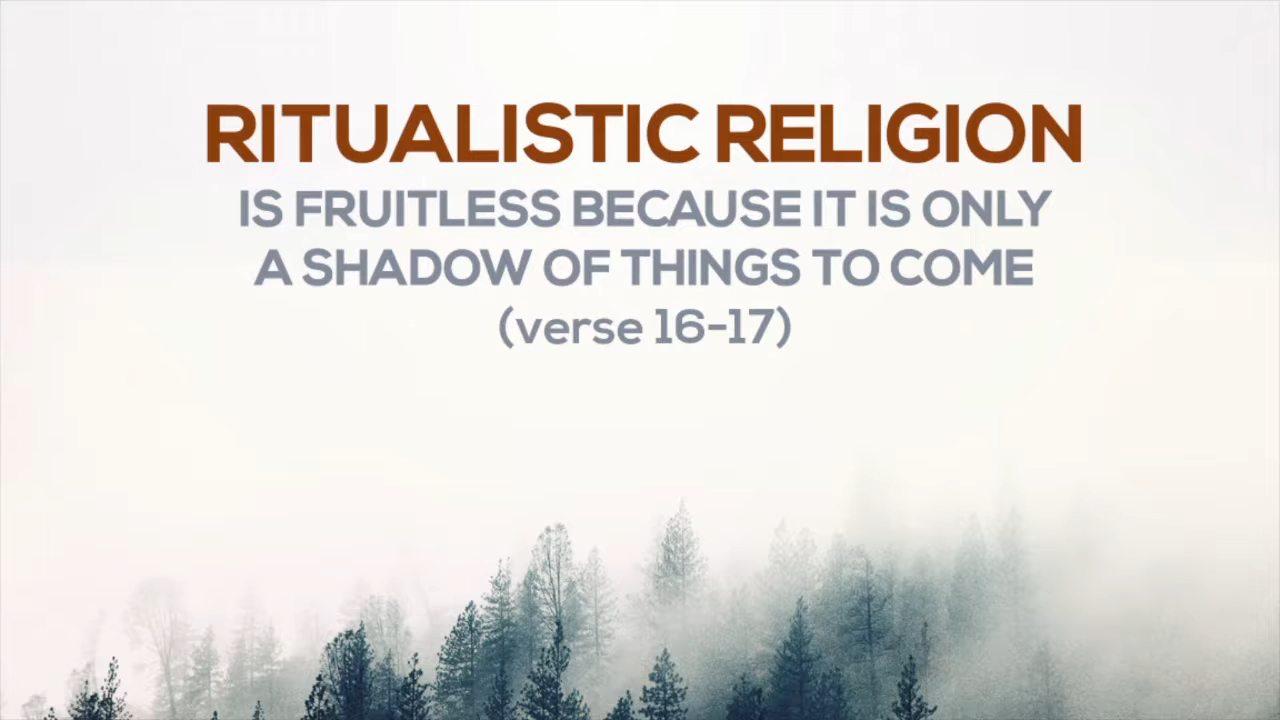 RITUALISTIC RELIGION
IS FRUITLESS BECAUSE IT IS ONLY
A SHADOW OF THINGS TO COME
(verse 16-17)